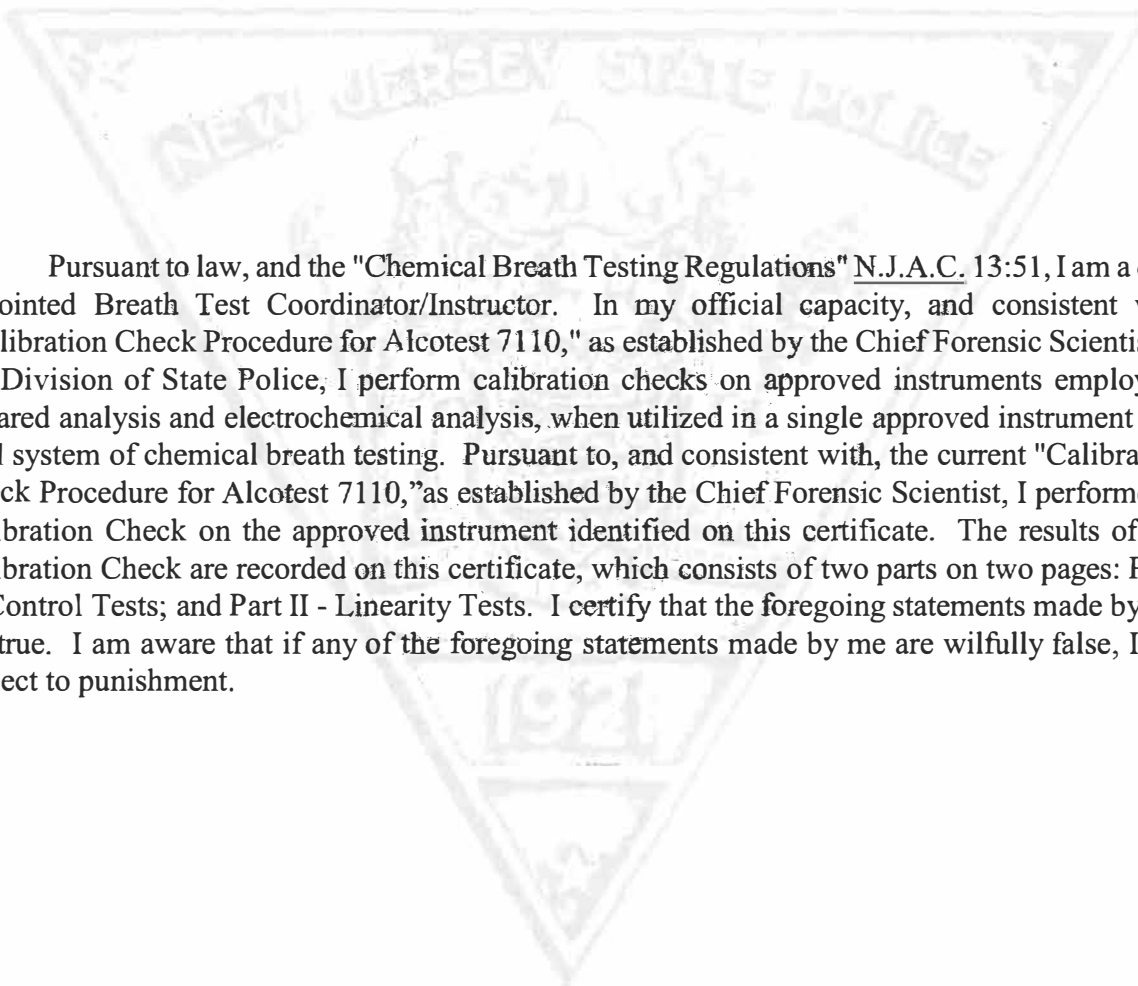 NEW JERSEY STATE POLICE
Pursuant to law, and the "Chemical Breath Testing Regulations" N.J.A.C. 13:51, I am a
ointed Breath Test Coordinator/Instructor. In my official capacity, and consistent
libration Check Procedure for Alcotest 7110," as established by the Chief Forensic Scientis
Division of State Police, I perform calibration checks on approved instruments employ
ared analysis and electrochemical analysis, when utilized in a single approved instrument
l system of chemical breath testing. Pursuant to, and consistent with, the current "Calibra
ck Procedure for Alcotest 7110,"as established by the Chief Forensic Scientist, I performe
ibration Check on the approved instrument identified on this certificate. The results of
ibration Check are recorded on this certificate, which consists of two parts on two pages: P
Control Tests; and Part II - Linearity Tests. I certify that the foregoing statements made by
true. I am aware that if any of the foregoing statements made by me are wilfully false, I
ect to punishment.
1921